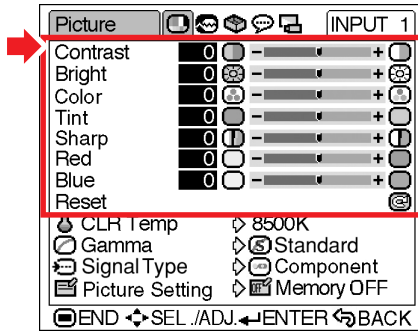 Picture INPUT 1
Contrast 0 - +
Bright 0 - +
Color 0 - +
Tint 0 - +
Sharp 0 - +
Red 0 - +
Blue 0 - +
Reset
CLR Temp 8500K
Gamma Standard
Signal Type Component
Picture Setting Memory OFF
END SEL./ADJ. ENTER BACK